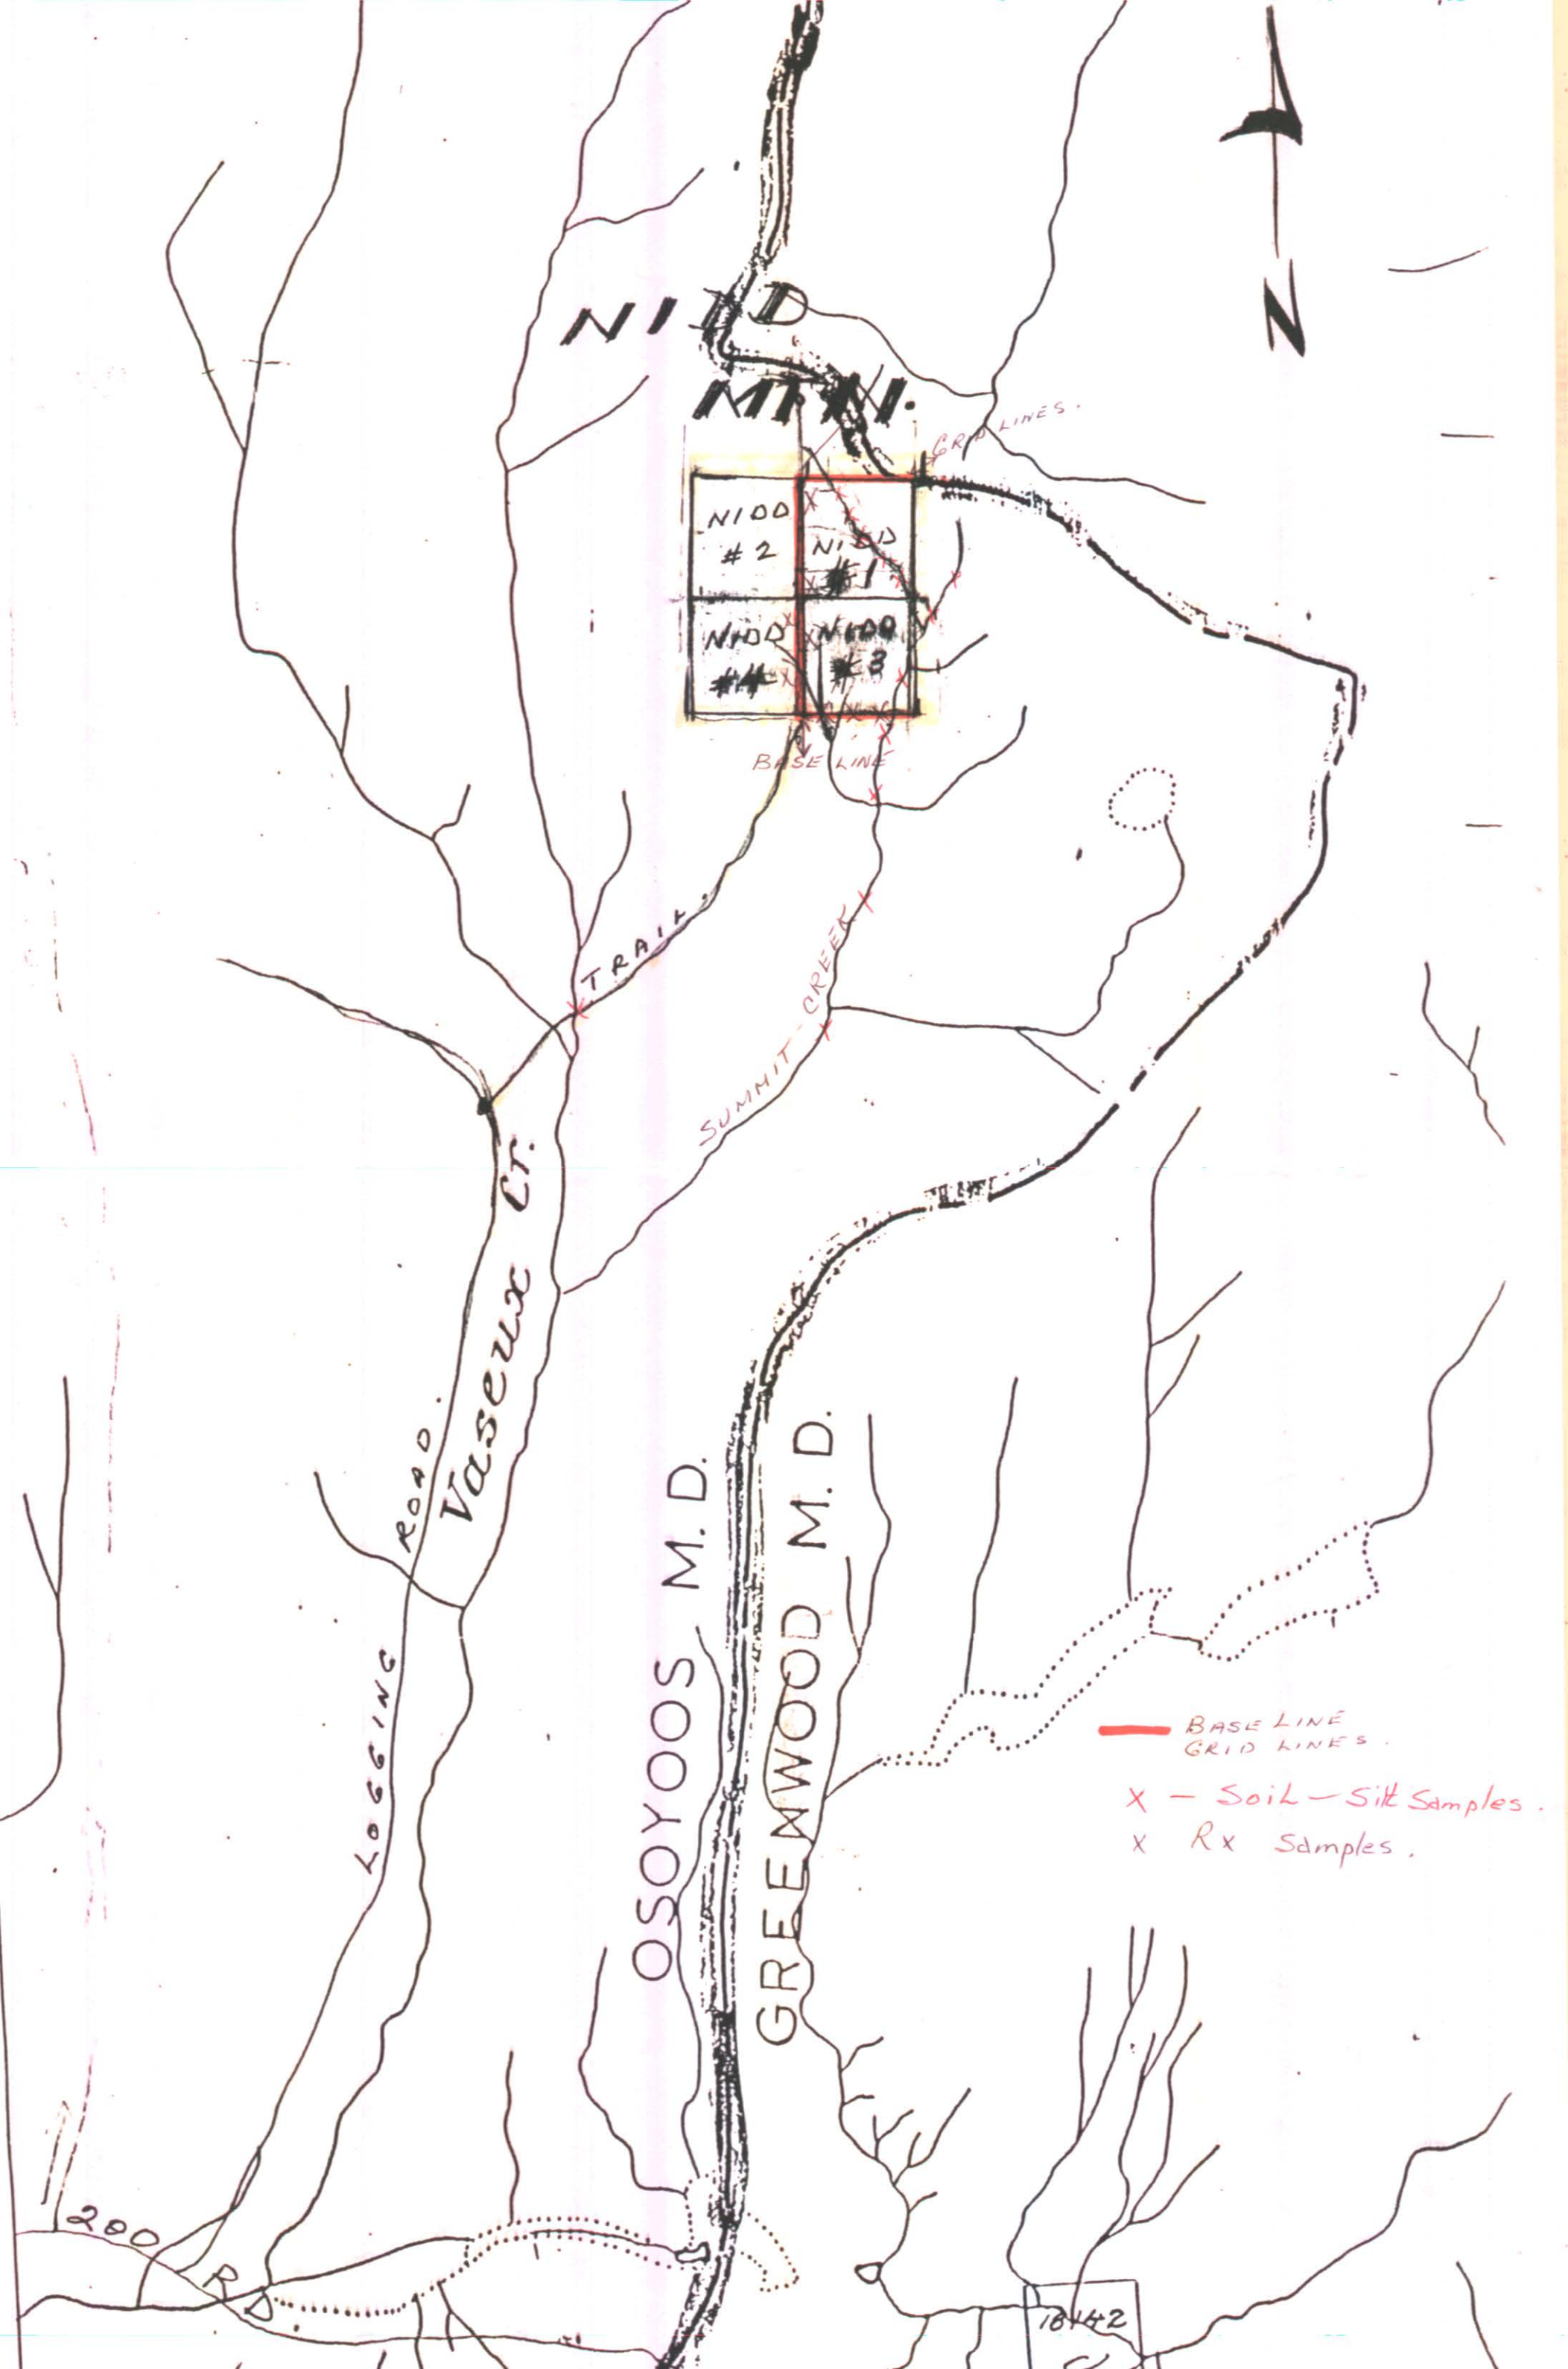 N
NIDD
MTN.
GRID LINES.
NIDD
#2
NIDD
#1
NIDD
#4
NIDD
#3
BASE LINE
TRAIL
SUMMIT CREEK
Vaseux Cr.
LOGGING ROAD.
OSOYOOS M.D.
GREENWOOD M.D.
BASE LINE
GRID LINES.
X - Soil - Silt Samples.
X Rx Samples.
200
RD